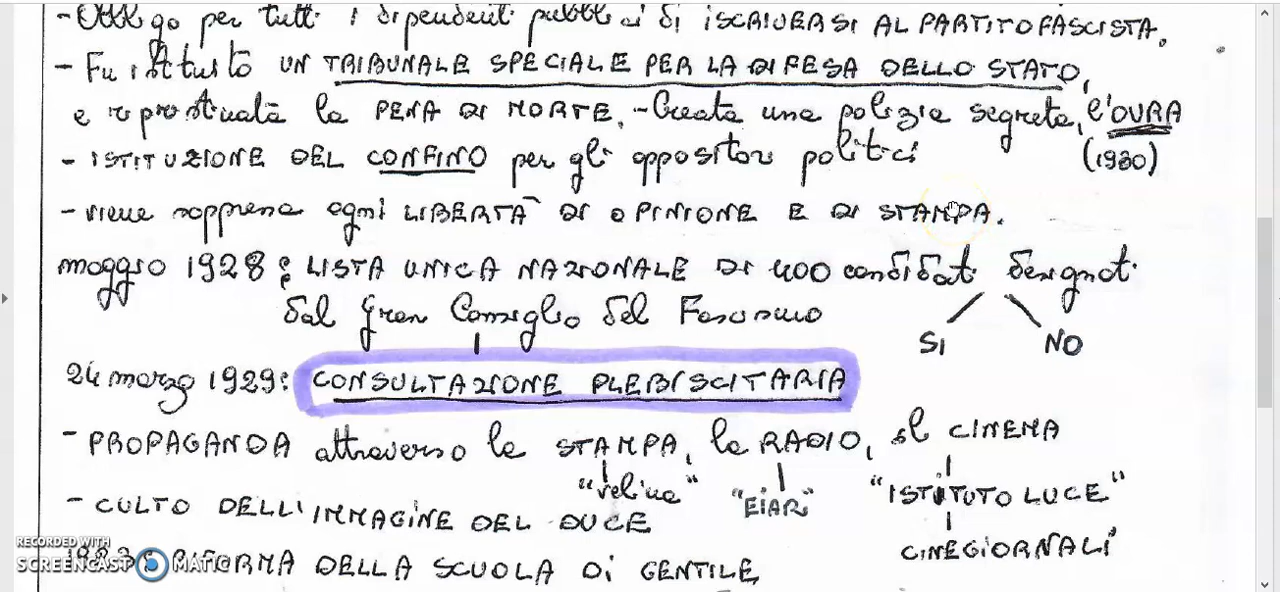 - Obbligo per tutti i dipendenti pubblici di ISCRIVERSI AL PARTITO FASCISTA.
- Fu istituito UN TRIBUNALE SPECIALE PER LA DIFESA DELLO STATO,
e ripristinata la PENA DI MORTE. - Creata una polizia segreta, l'OVRA
(1930)
- ISTITUZIONE DEL CONFINO per gli oppositori politici
- viene soppressa ogni LIBERTÀ DI OPINIONE E DI STAMPA.
maggio 1928: LISTA UNICA NAZIONALE DI 400 candidati designati
dal Gran Consiglio del Fascismo
SI NO
24 marzo 1929: CONSULTAZIONE PLEBISCITARIA
- PROPAGANDA attraverso la STAMPA, la RADIO, il CINEMA
"velina" "EIAR" "ISTITUTO LUCE"
- CULTO DELL'IMMAGINE DEL DUCE
CINEGIORNALI
1923: RIFORMA DELLA SCUOLA DI GENTILE
RECORDED WITH
SCREENCAST MATIC